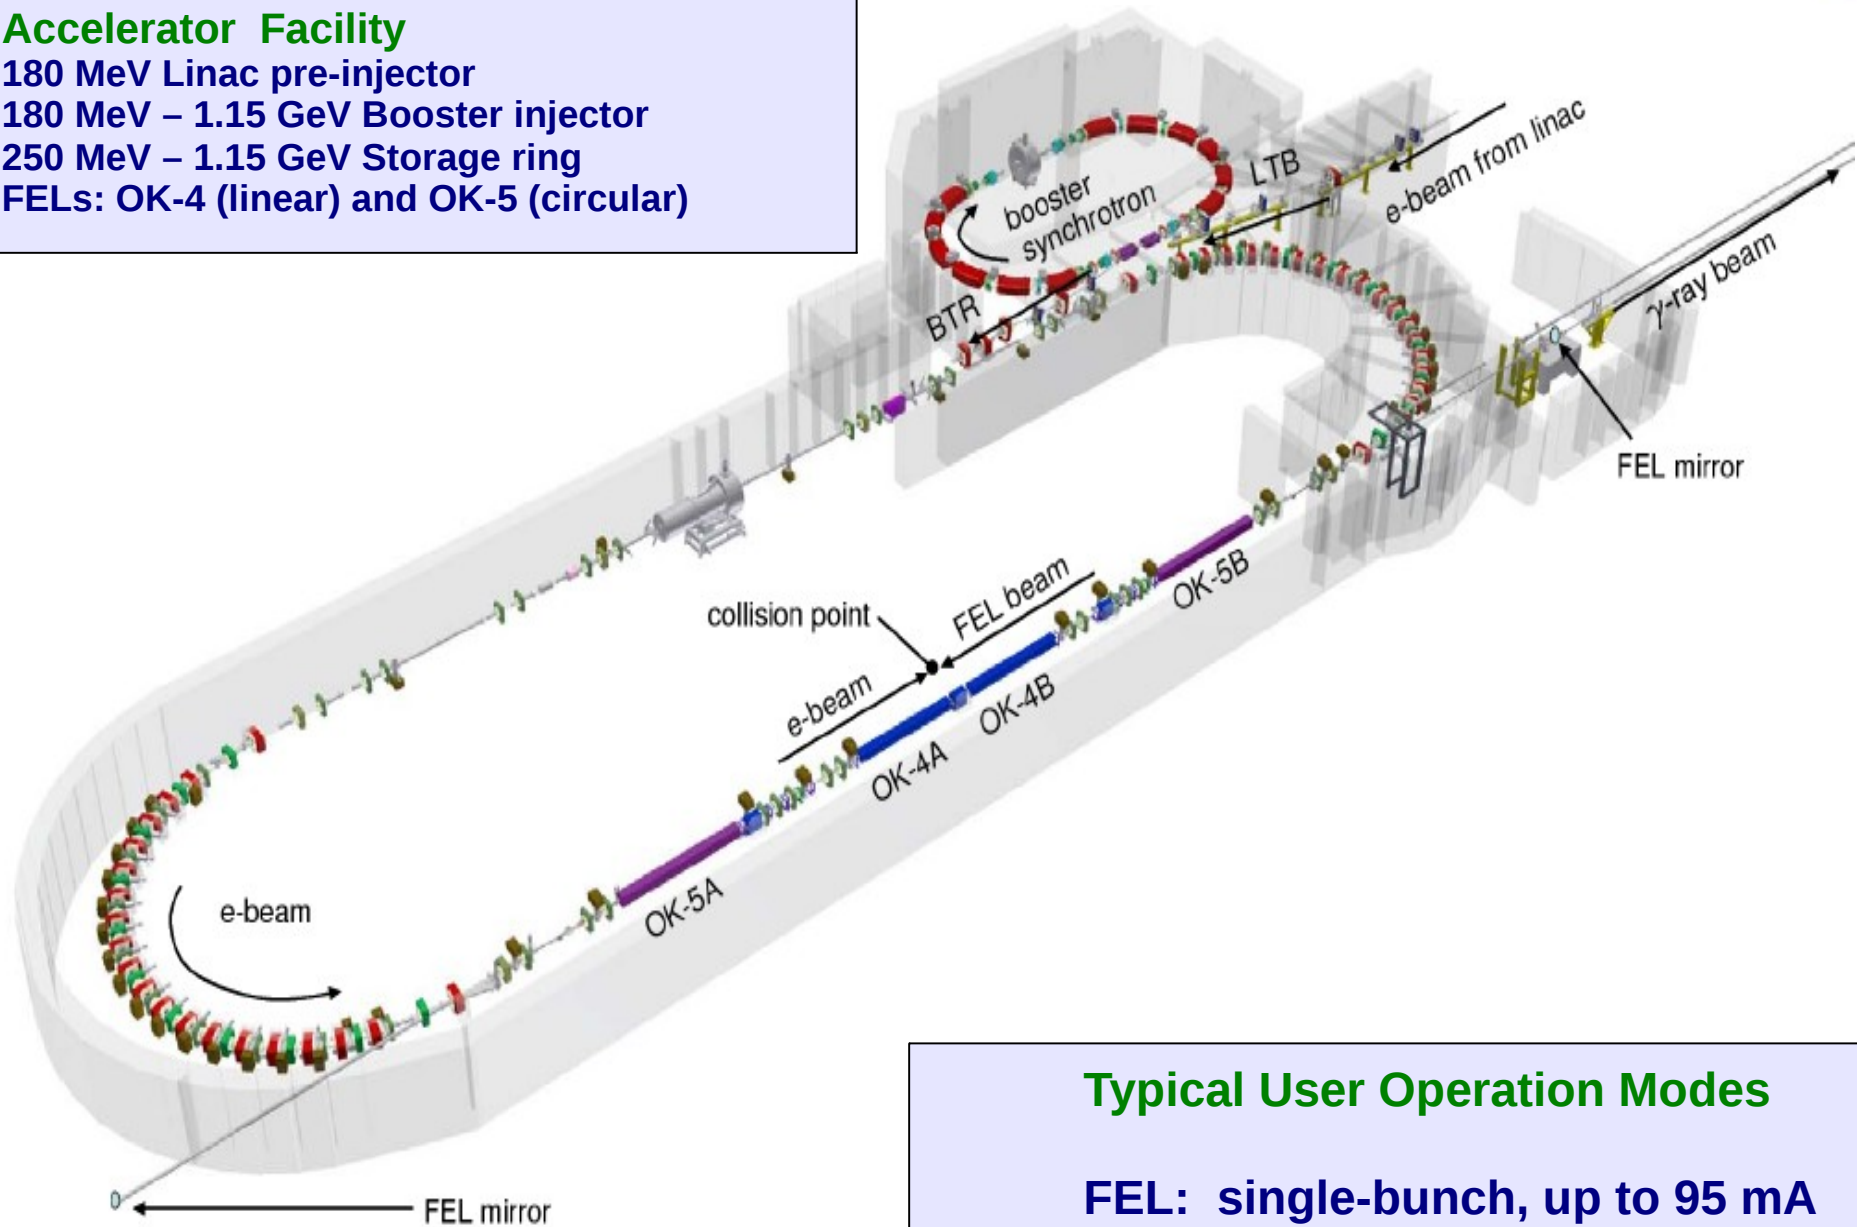 Accelerator  Facility
180 MeV Linac pre-injector
180 MeV – 1.15 GeV Booster injector
250 MeV – 1.15 GeV Storage ring
FELs: OK-4 (linear) and OK-5 (circular)
booster
synchrotron
LTB
e-beam from linac
BTR
γ-ray beam
FEL mirror
collision point
FEL beam
OK-5B
e-beam
OK-4B
OK-4A
OK-5A
e-beam
FEL mirror
Typical User Operation Modes
FEL:  single-bunch, up to 95 mA